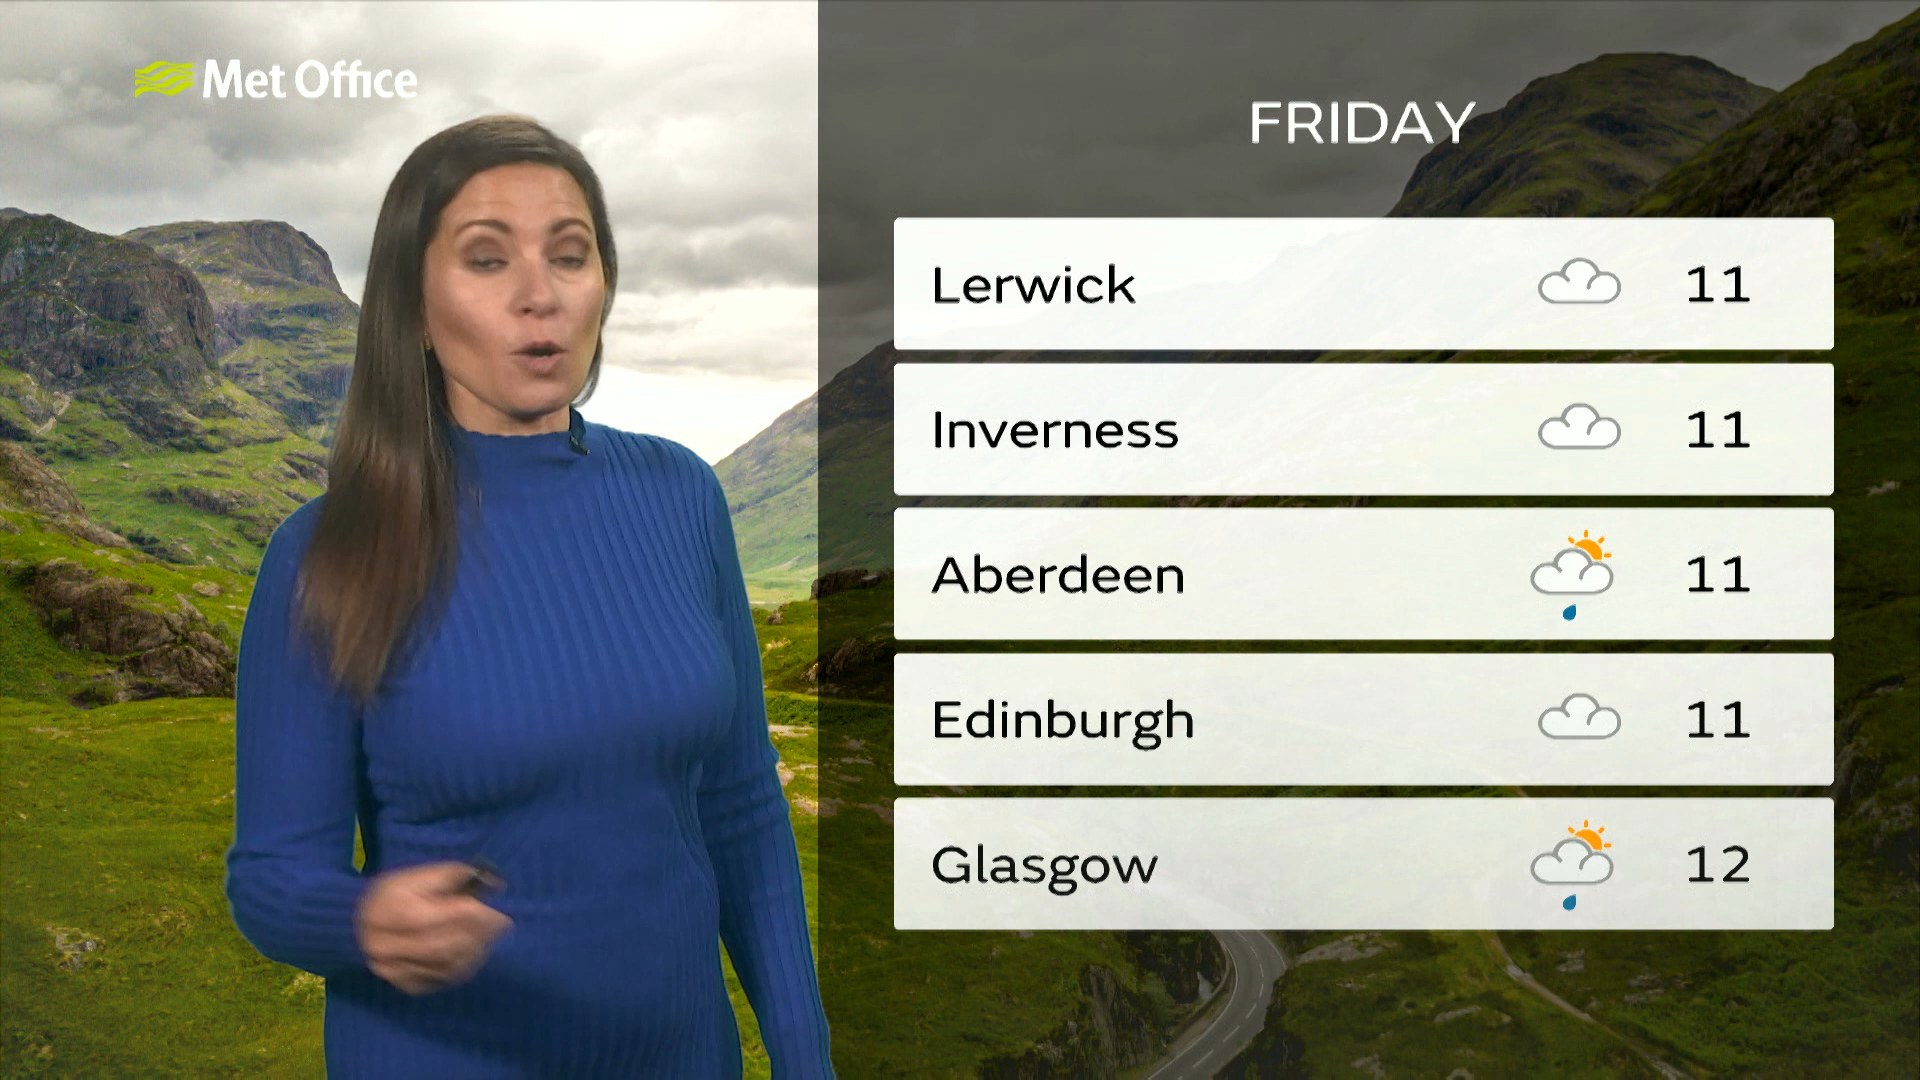 Met Office
FRIDAY
Lerwick 11
Inverness 11
Aberdeen 11
Edinburgh 11
Glasgow 12